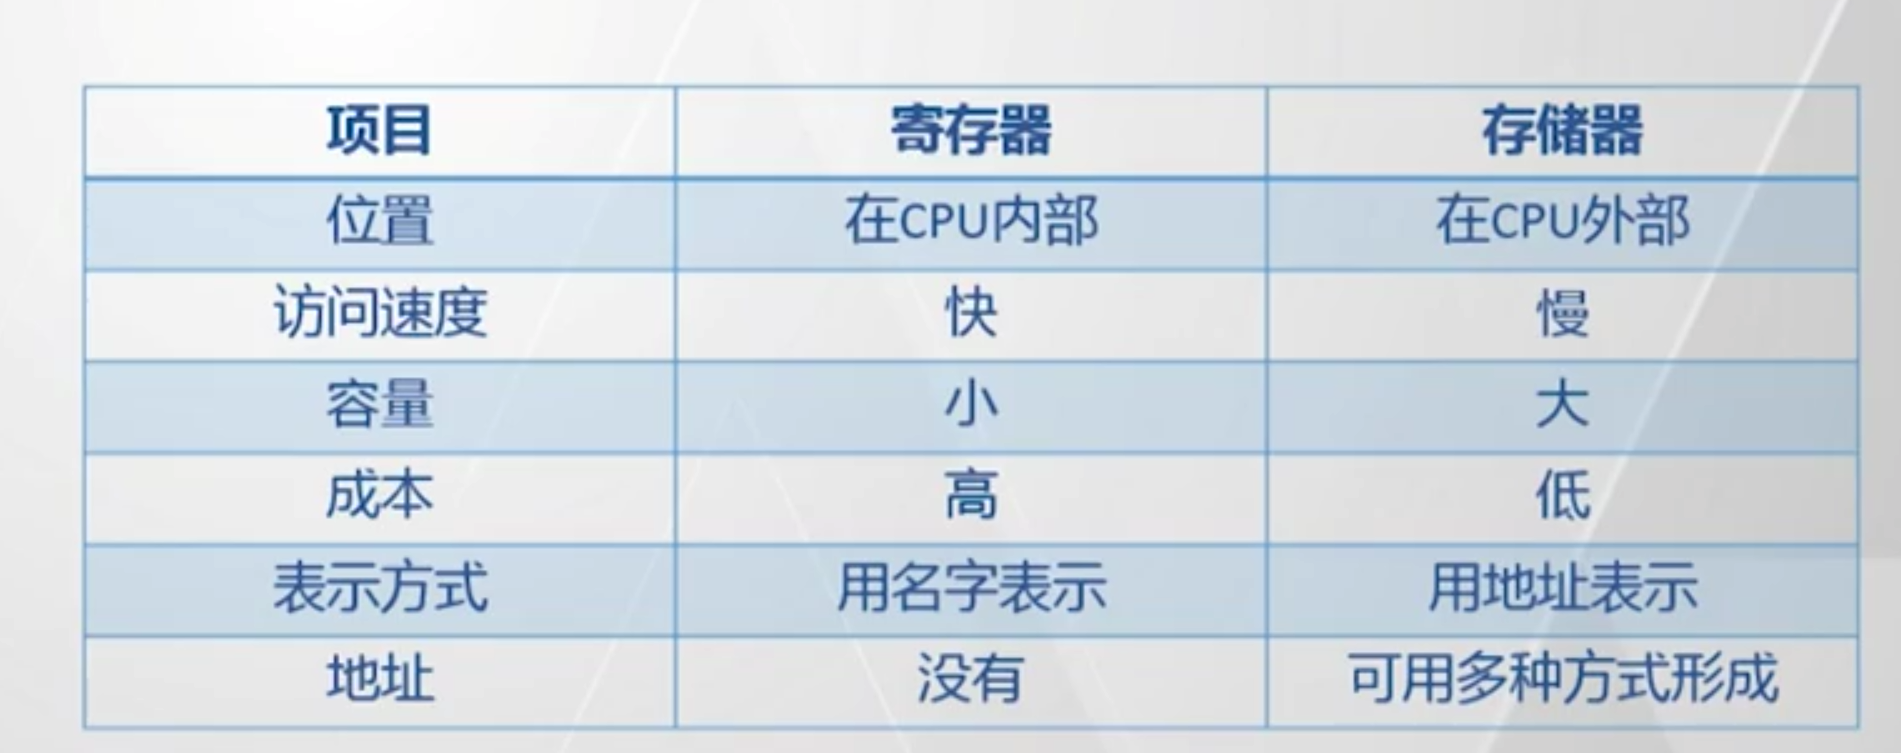 项目 寄存器 存储器
位置 在CPU内部 在CPU外部
访问速度 快 慢
容量 小 大
成本 高 低
表示方式 用名字表示 用地址表示
地址 没有 可用多种方式形成